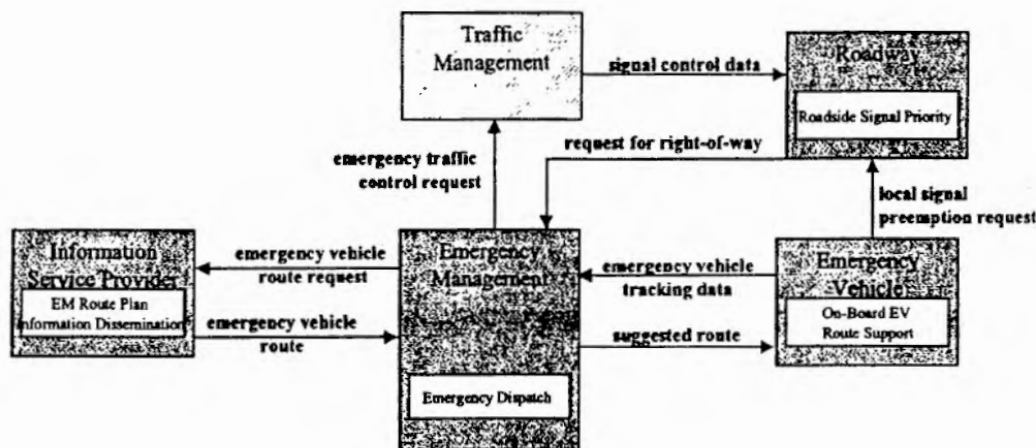 Traffic
Management
signal control data
Roadway
Roadside Signal Priority
request for right-of-way
emergency traffic
control request
local signal
preemption request
Information
Service Provider
EM Route Plan
Information Dissemination
emergency vehicle
route request
emergency vehicle
route
Emergency
Management
Emergency Dispatch
emergency vehicle
tracking data
suggested route
Emergency
Vehicle
On-Board EV
Route Support